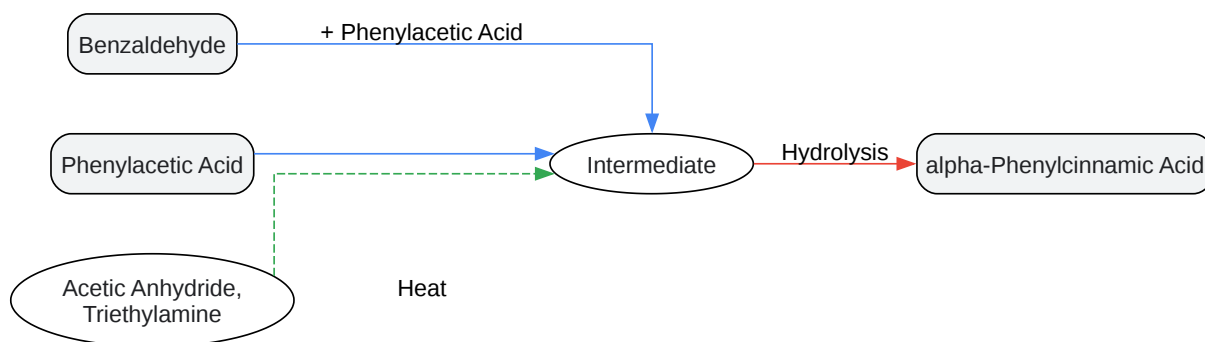 Benzaldehyde
+ Phenylacetic Acid
Phenylacetic Acid
Intermediate
Hydrolysis
alpha-Phenylcinnamic Acid
Acetic Anhydride,
Triethylamine
Heat